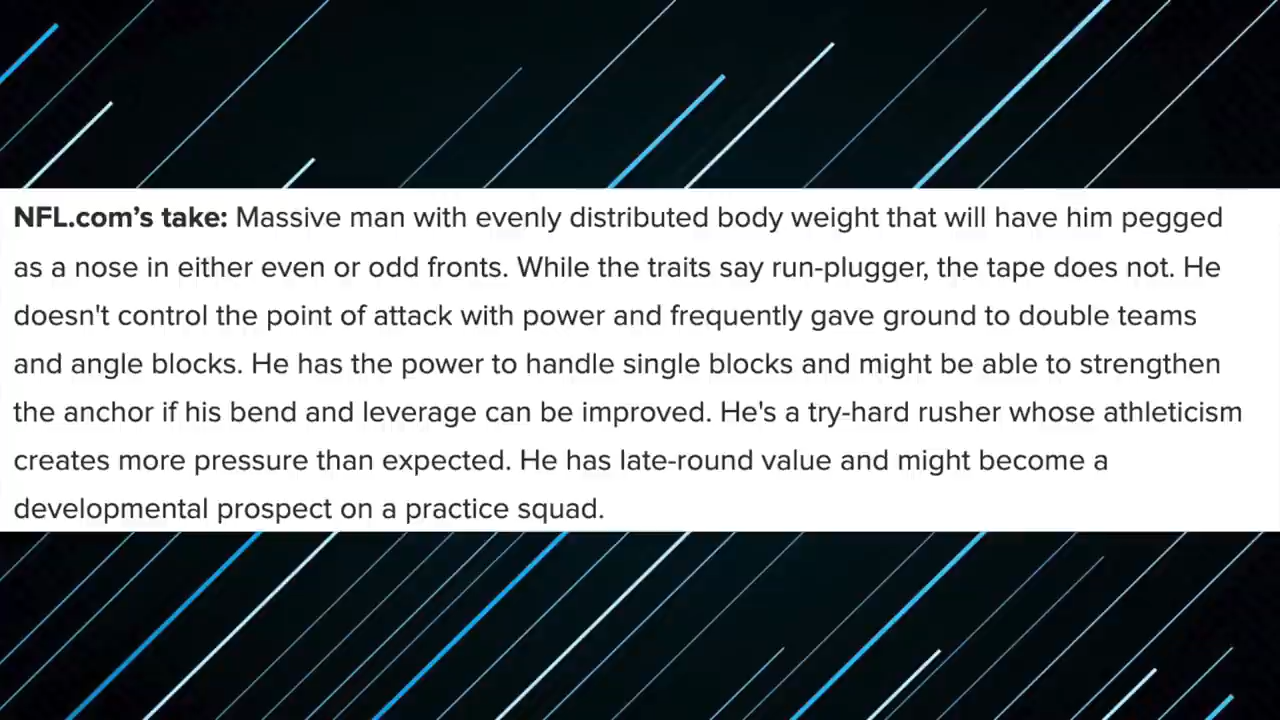 NFL.com’s take: Massive man with evenly distributed body weight that will have him pegged
as a nose in either even or odd fronts. While the traits say run-plugger, the tape does not. He
doesn't control the point of attack with power and frequently gave ground to double teams
and angle blocks. He has the power to handle single blocks and might be able to strengthen
the anchor if his bend and leverage can be improved. He's a try-hard rusher whose athleticism
creates more pressure than expected. He has late-round value and might become a
developmental prospect on a practice squad.